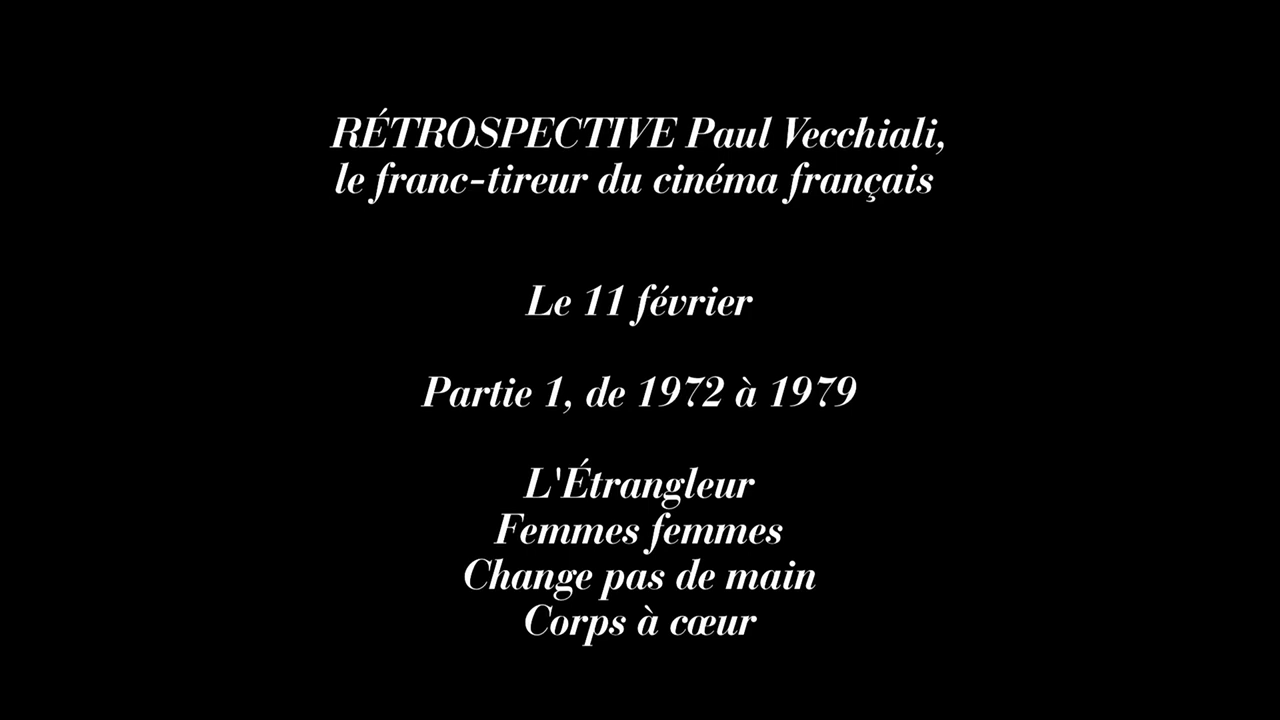 RÉTROSPECTIVE Paul Vecchiali,
le franc-tireur du cinéma français
Le 11 février
Partie 1, de 1972 à 1979
L'Étrangleur
Femmes femmes
Change pas de main
Corps à cœur